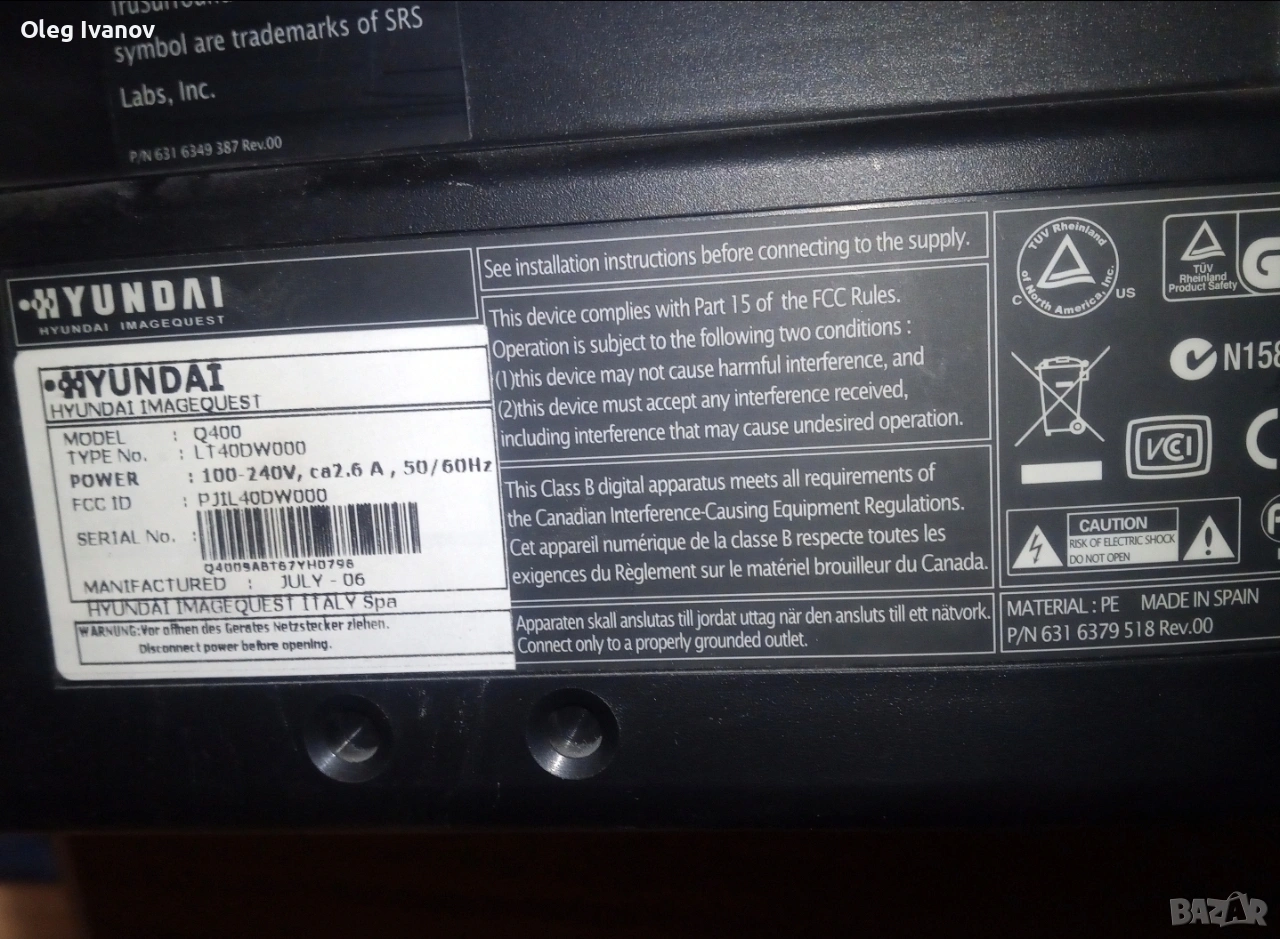 Oleg Ivanov
symbol are trademarks of SRS
Labs, Inc.
P/N 631 6349 387 Rev.00
HYUNDAI
HYUNDAI IMAGEQUEST
HYUNDAI
HYUNDAI IMAGEQUEST
MODEL : Q400
TYPE No. : LT40DW000
POWER : 100-240V, ca2.6 A , 50/60Hz
FCC ID : PJ1L40DW000
SERIAL No. :
Q4009ABT67YH0796
MANIFACTURED : JULY - 06
HYUNDAI IMAGEQUEST ITALY Spa
WARNUNG:Vor offnen des Gerates Netzstecker ziehen.
Disconnect power before opening.
See installation instructions before connecting to the supply.
This device complies with Part 15 of the FCC Rules.
Operation is subject to the following two conditions :
(1)this device may not cause harmful interference, and
(2)this device must accept any interference received,
including interference that may cause undesired operation.
This Class B digital apparatus meets all requirements of
the Canadian Interference-Causing Equipment Regulations.
Cet appareil numérique de la classe B respecte toutes les
exigences du Règlement sur le matériel brouilleur du Canada.
Apparaten skall anslutas till jordat uttag när den ansluts till ett nätvork.
Connect only to a properly grounded outlet.
TÜV Rheinland
of North America, Inc.
C US
TÜV
Rheinland
Product Safety
G
N158
VCCI
CAUTION
RISK OF ELECTRIC SHOCK
DO NOT OPEN
MATERIAL : PE MADE IN SPAIN
P/N 631 6379 518 Rev.00
BAZAR